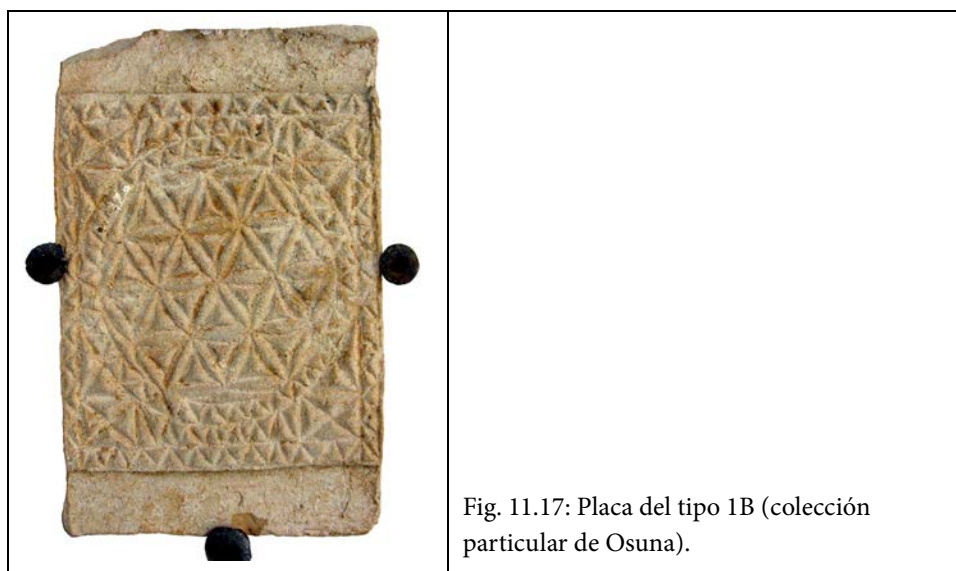 Fig. 11.17: Placa del tipo 1B (colección
particular de Osuna).